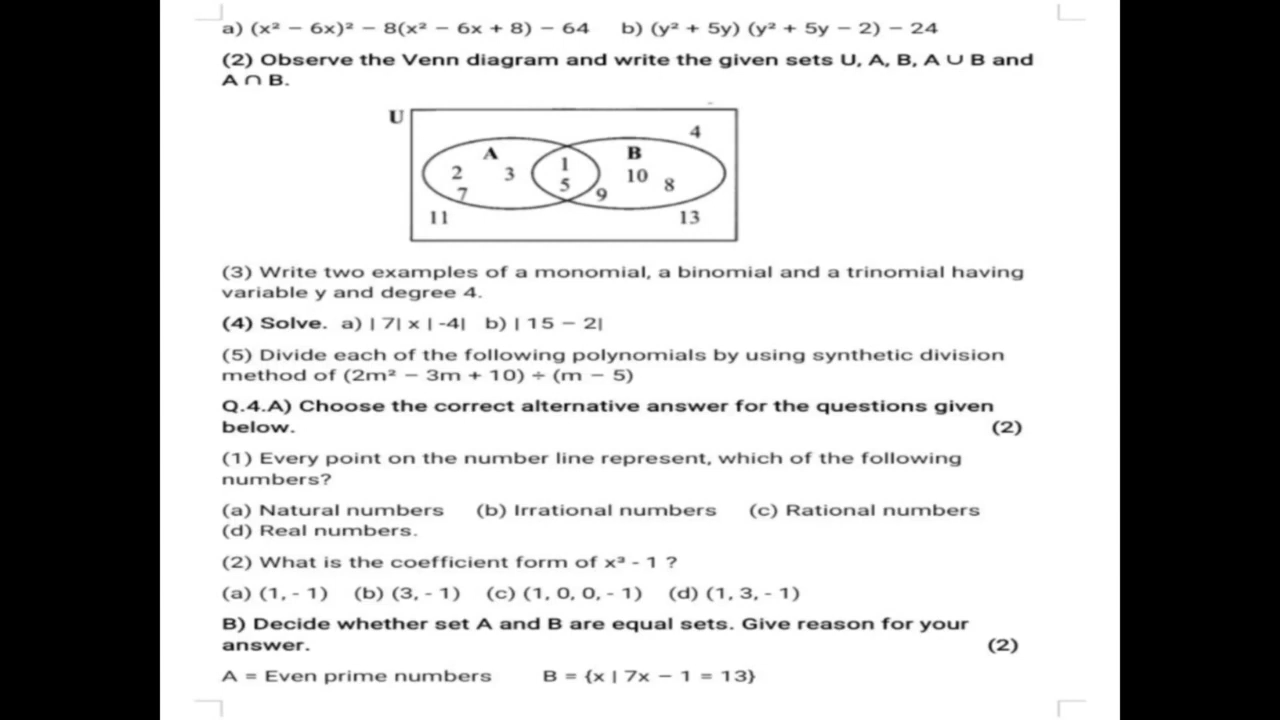 a) (x² − 6x)² − 8(x² − 6x + 8) − 64 b) (y² + 5y) (y² + 5y − 2) − 24
(2) Observe the Venn diagram and write the given sets U, A, B, A ∪ B and
A ∩ B.
U
4
A 1 B
2 3 10 8
7 5 9
11 13
(3) Write two examples of a monomial, a binomial and a trinomial having
variable y and degree 4.
(4) Solve. a) | 7| x | -4| b) | 15 − 2|
(5) Divide each of the following polynomials by using synthetic division
method of (2m² − 3m + 10) ÷ (m − 5)
Q.4.A) Choose the correct alternative answer for the questions given
below. (2)
(1) Every point on the number line represent, which of the following
numbers?
(a) Natural numbers (b) Irrational numbers (c) Rational numbers
(d) Real numbers.
(2) What is the coefficient form of x³ - 1 ?
(a) (1, - 1) (b) (3, - 1) (c) (1, 0, 0, - 1) (d) (1, 3, - 1)
B) Decide whether set A and B are equal sets. Give reason for your
answer. (2)
A = Even prime numbers B = {x | 7x − 1 = 13}